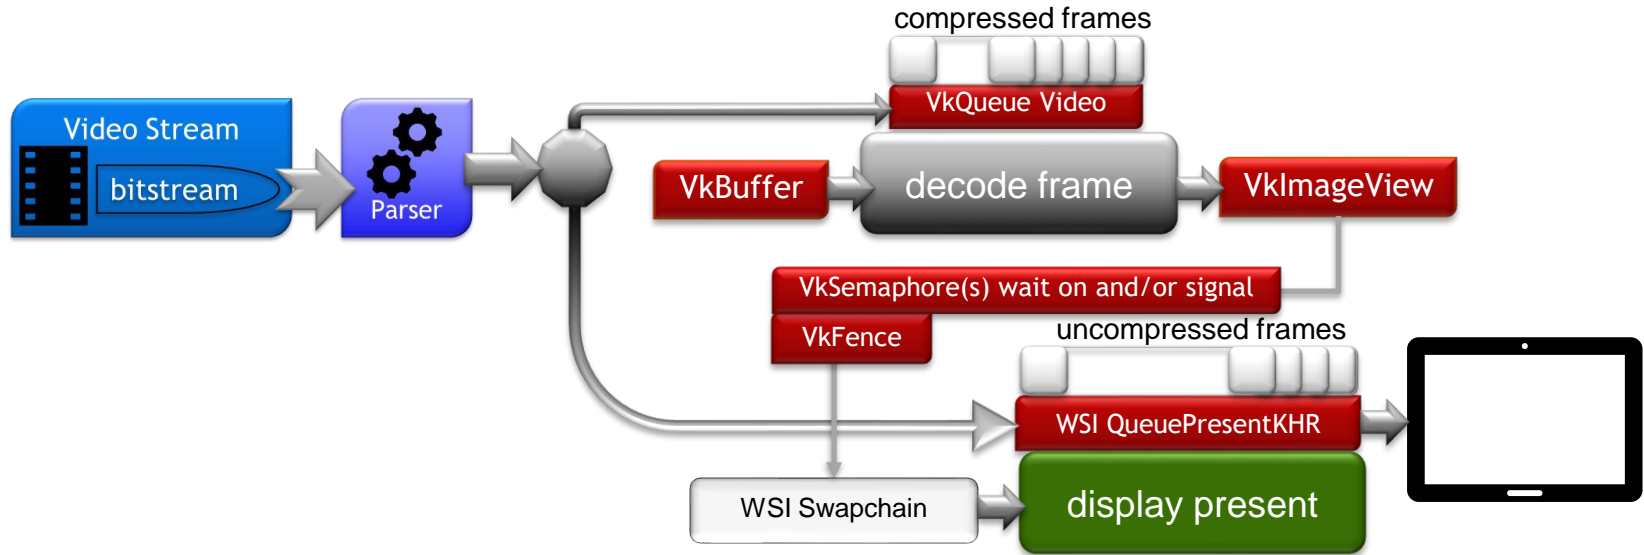 compressed frames
VkQueue Video
Video Stream
bitstream
Parser
VkBuffer
decode frame
VkImageView
VkSemaphore(s) wait on and/or signal
VkFence
uncompressed frames
WSI QueuePresentKHR
WSI Swapchain
display present